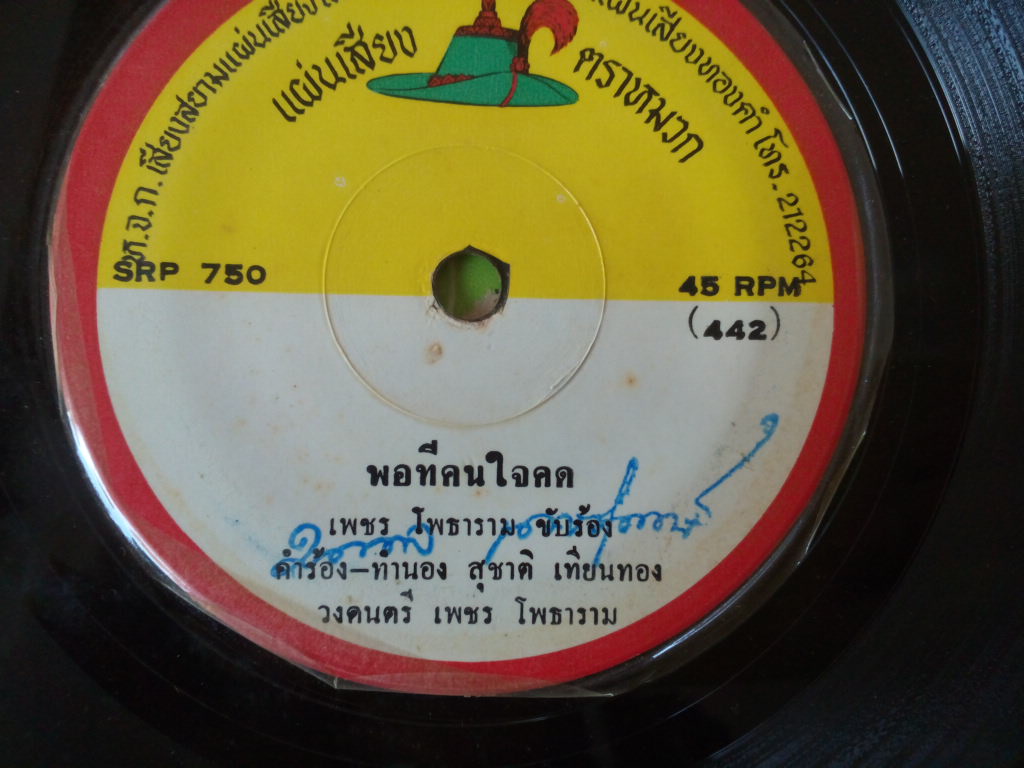 ห.จ.ก. เสียงสยามแผ่นเสียง
แผ่นเสียงทองคำ โทร. 212264
แผ่นเสียง
ตราหมวก
SRP 750
45 RPM
(442)
พอทีคนใจคด
เพชร โพธาราม ขับร้อง
คำร้อง-ทำนอง สุชาติ เทียนทอง
วงดนตรี เพชร โพธาราม